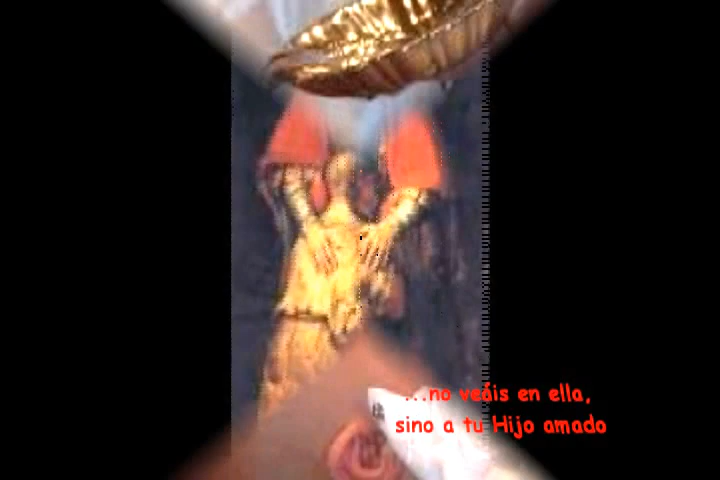 ...no veáis en ella,
sino a tu Hijo amado